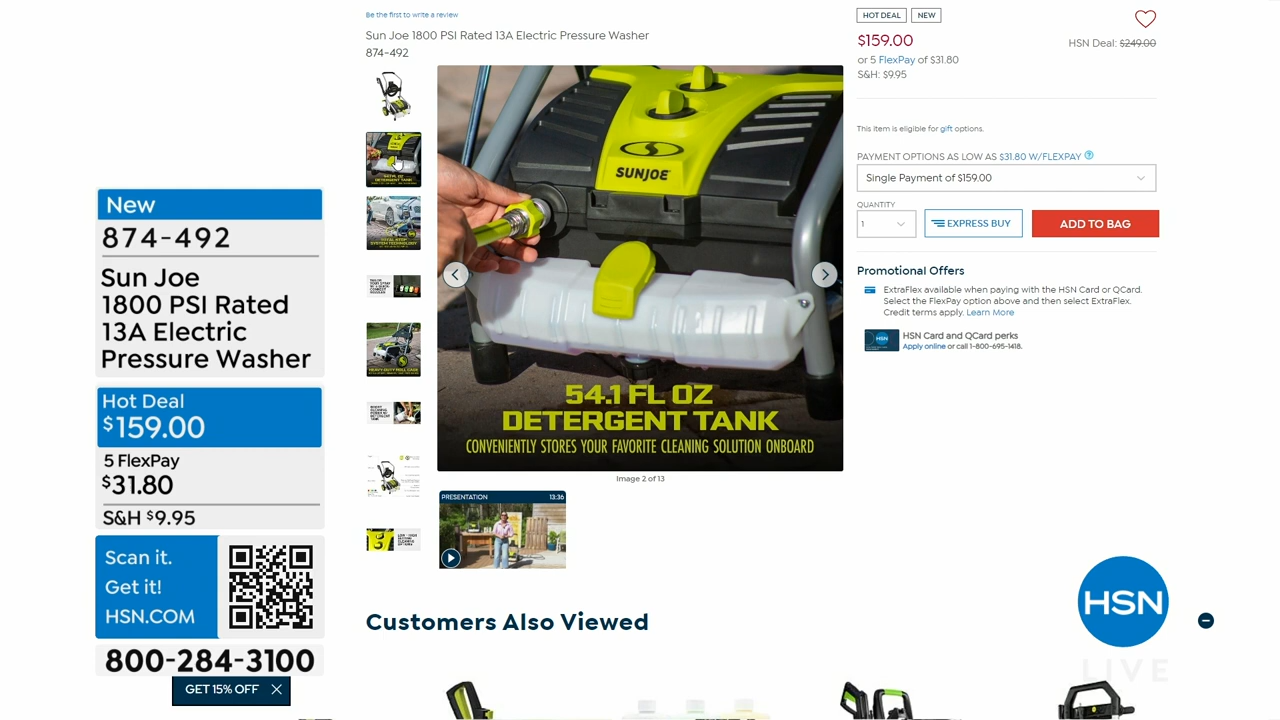 New
874-492
Sun Joe
1800 PSI Rated
13A Electric
Pressure Washer
Hot Deal
$159.00
5 FlexPay
$31.80
S&H $9.95
Scan it.
Get it!
HSN.COM
800-284-3100
GET 15% OFF
Be the first to write a review
Sun Joe 1800 PSI Rated 13A Electric Pressure Washer
874-492
SUNJOE
54.1 FL OZ
DETERGENT TANK
CONVENIENTLY STORES YOUR FAVORITE CLEANING SOLUTION ONBOARD
Image 2 of 13
PRESENTATION 13:36
HOT DEAL NEW
$159.00 HSN Deal: $249.00
or 5 FlexPay of $31.80
S&H: $9.95
This item is eligible for gift options.
PAYMENT OPTIONS AS LOW AS $31.80 W/FLEXPAY
Single Payment of $159.00
QUANTITY
1 EXPRESS BUY ADD TO BAG
Promotional Offers
ExtraFlex available when paying with the HSN Card or QCard.
Select the FlexPay option above and then select ExtraFlex.
Credit terms apply. Learn More
HSN
HSN Card and QCard perks
Apply online or call 1-800-695-1418.
Customers Also Viewed
HSN
LIVE